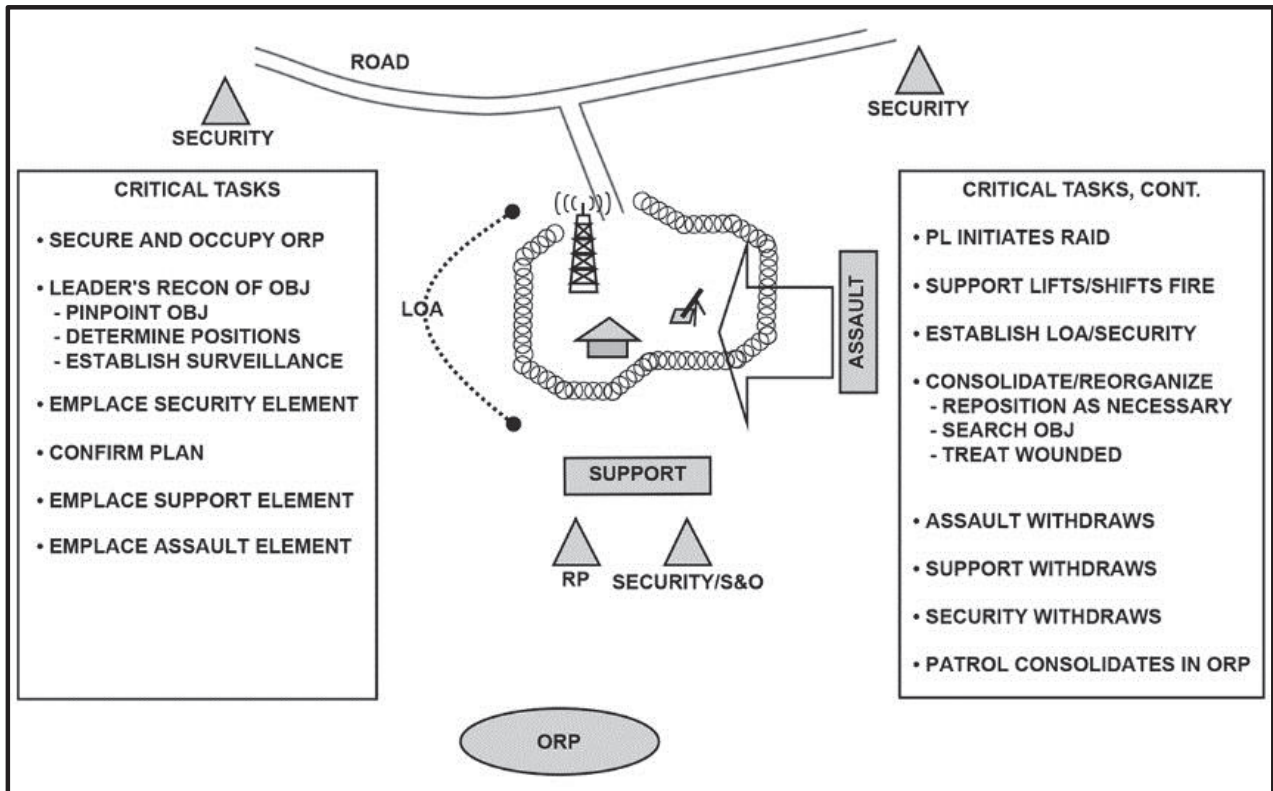 ROAD
SECURITY
SECURITY
CRITICAL TASKS
• SECURE AND OCCUPY ORP
• LEADER'S RECON OF OBJ
- PINPOINT OBJ
- DETERMINE POSITIONS
- ESTABLISH SURVEILLANCE
• EMPLACE SECURITY ELEMENT
• CONFIRM PLAN
• EMPLACE SUPPORT ELEMENT
• EMPLACE ASSAULT ELEMENT
LOA
ASSAULT
SUPPORT
RP
SECURITY/S&O
ORP
CRITICAL TASKS, CONT.
• PL INITIATES RAID
• SUPPORT LIFTS/SHIFTS FIRE
• ESTABLISH LOA/SECURITY
• CONSOLIDATE/REORGANIZE
- REPOSITION AS NECESSARY
- SEARCH OBJ
- TREAT WOUNDED
• ASSAULT WITHDRAWS
• SUPPORT WITHDRAWS
• SECURITY WITHDRAWS
• PATROL CONSOLIDATES IN ORP